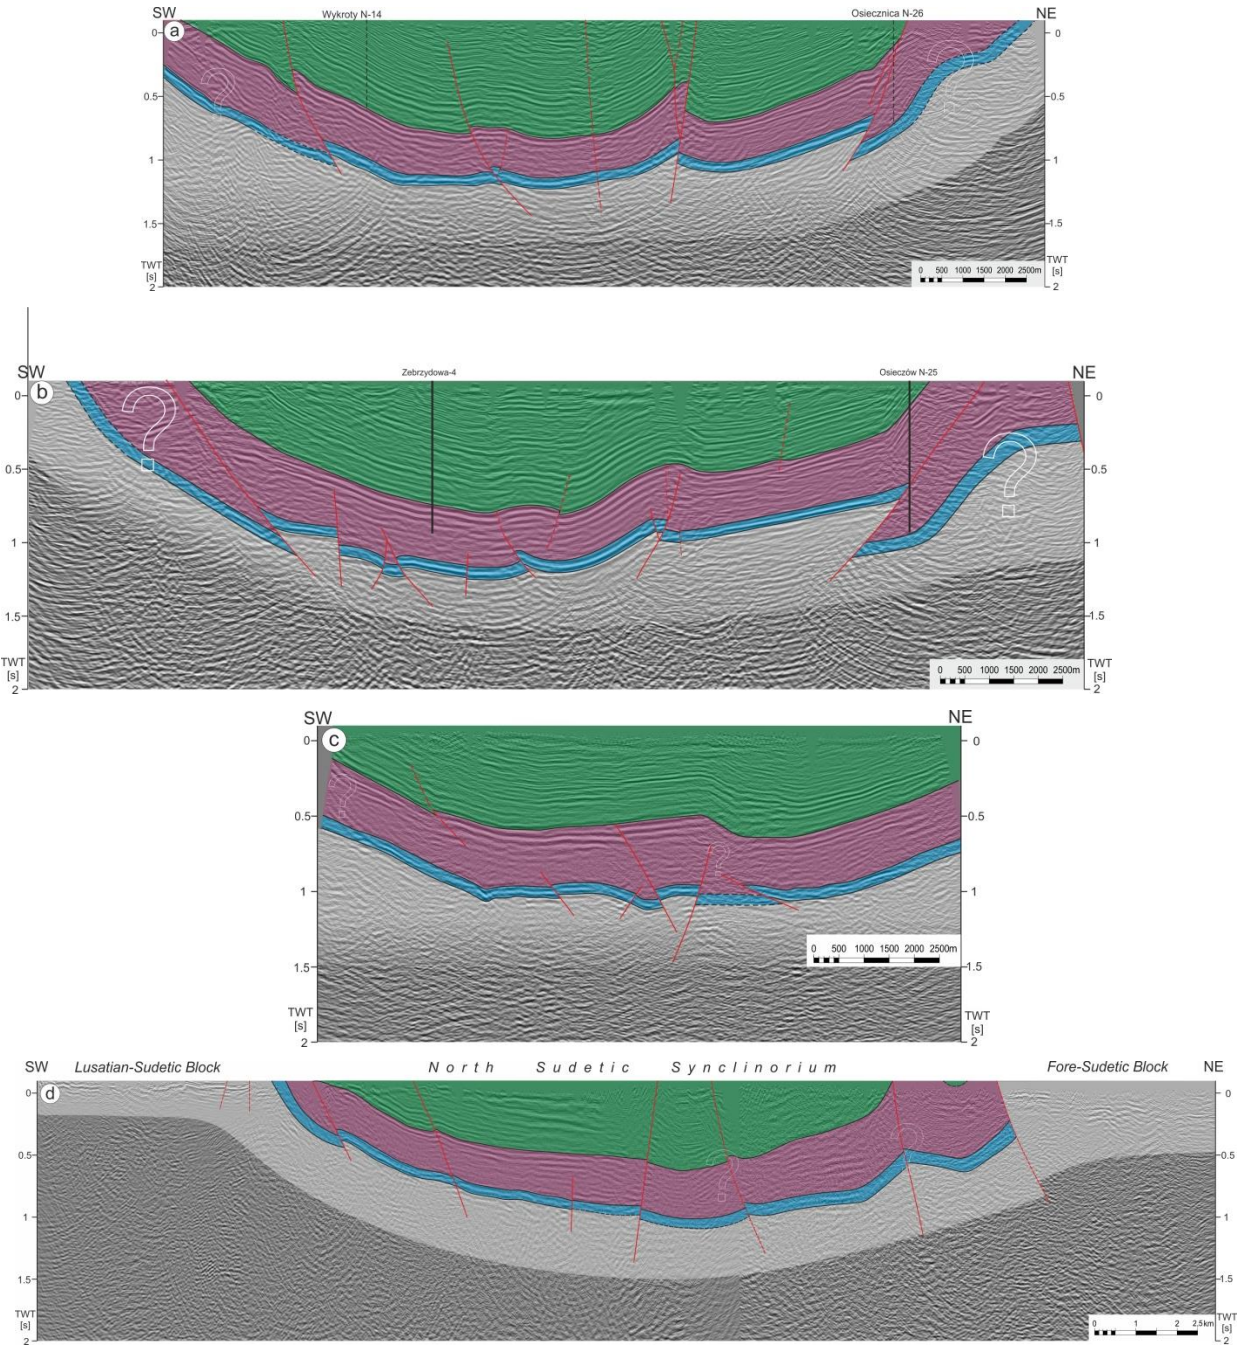 SW Wykroty N-14 Osiecznica N-26 NE
a
0 0
0.5 0.5
1 1
1.5 1.5
TWT TWT
[s] [s]
2 2
0 500 1000 1500 2000 2500m
? ?
SW Zebrzydowa-4 Osieczów N-25 NE
b
0 0
0.5 0.5
1 1
1.5 1.5
TWT TWT
[s] [s]
2 2
0 500 1000 1500 2000 2500m
? ?
SW NE
c
0 0
0.5 0.5
1 1
1.5 1.5
TWT TWT
[s] [s]
2 2
0 500 1000 1500 2000 2500m
? ?
SW Lusatian-Sudetic Block North Sudetic Synclinorium Fore-Sudetic Block NE
d
0 0
0.5 0.5
1 1
1.5 1.5
TWT TWT
[s] [s]
2 2
0 1 2 2,5km
? ?